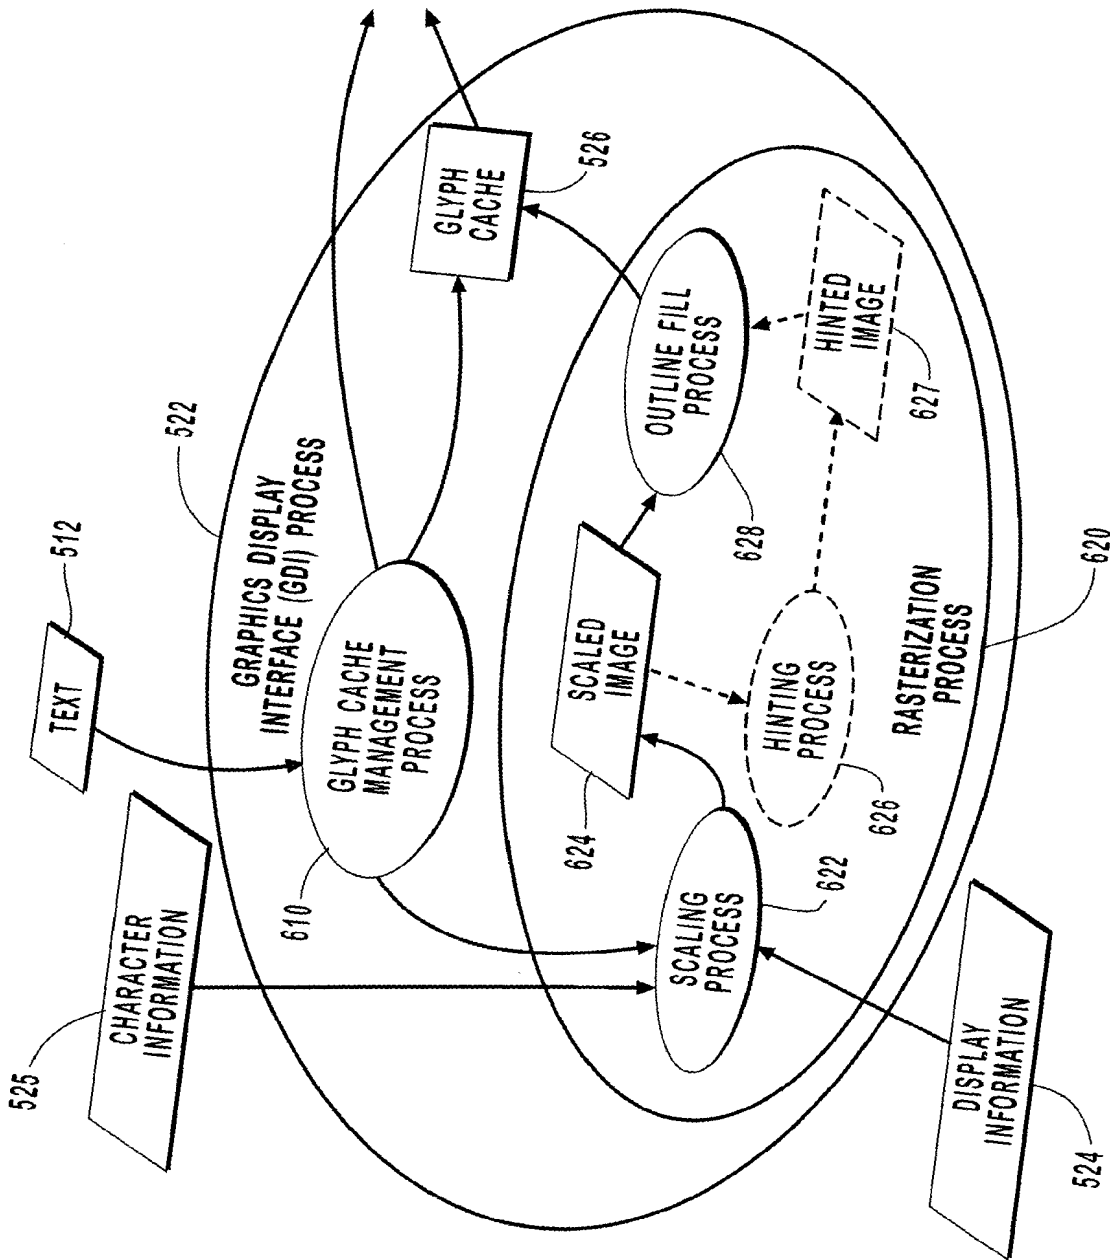 TEXT
512
522
CHARACTER
INFORMATION
525
GRAPHICS DISPLAY
INTERFACE (GDI) PROCESS
GLYPH CACHE
MANAGEMENT
PROCESS
610
GLYPH
CACHE
526
SCALING
PROCESS
622
SCALED
IMAGE
624
OUTLINE FILL
PROCESS
628
HINTING
PROCESS
626
HINTED
IMAGE
627
RASTERIZATION
PROCESS
620
DISPLAY
INFORMATION
524